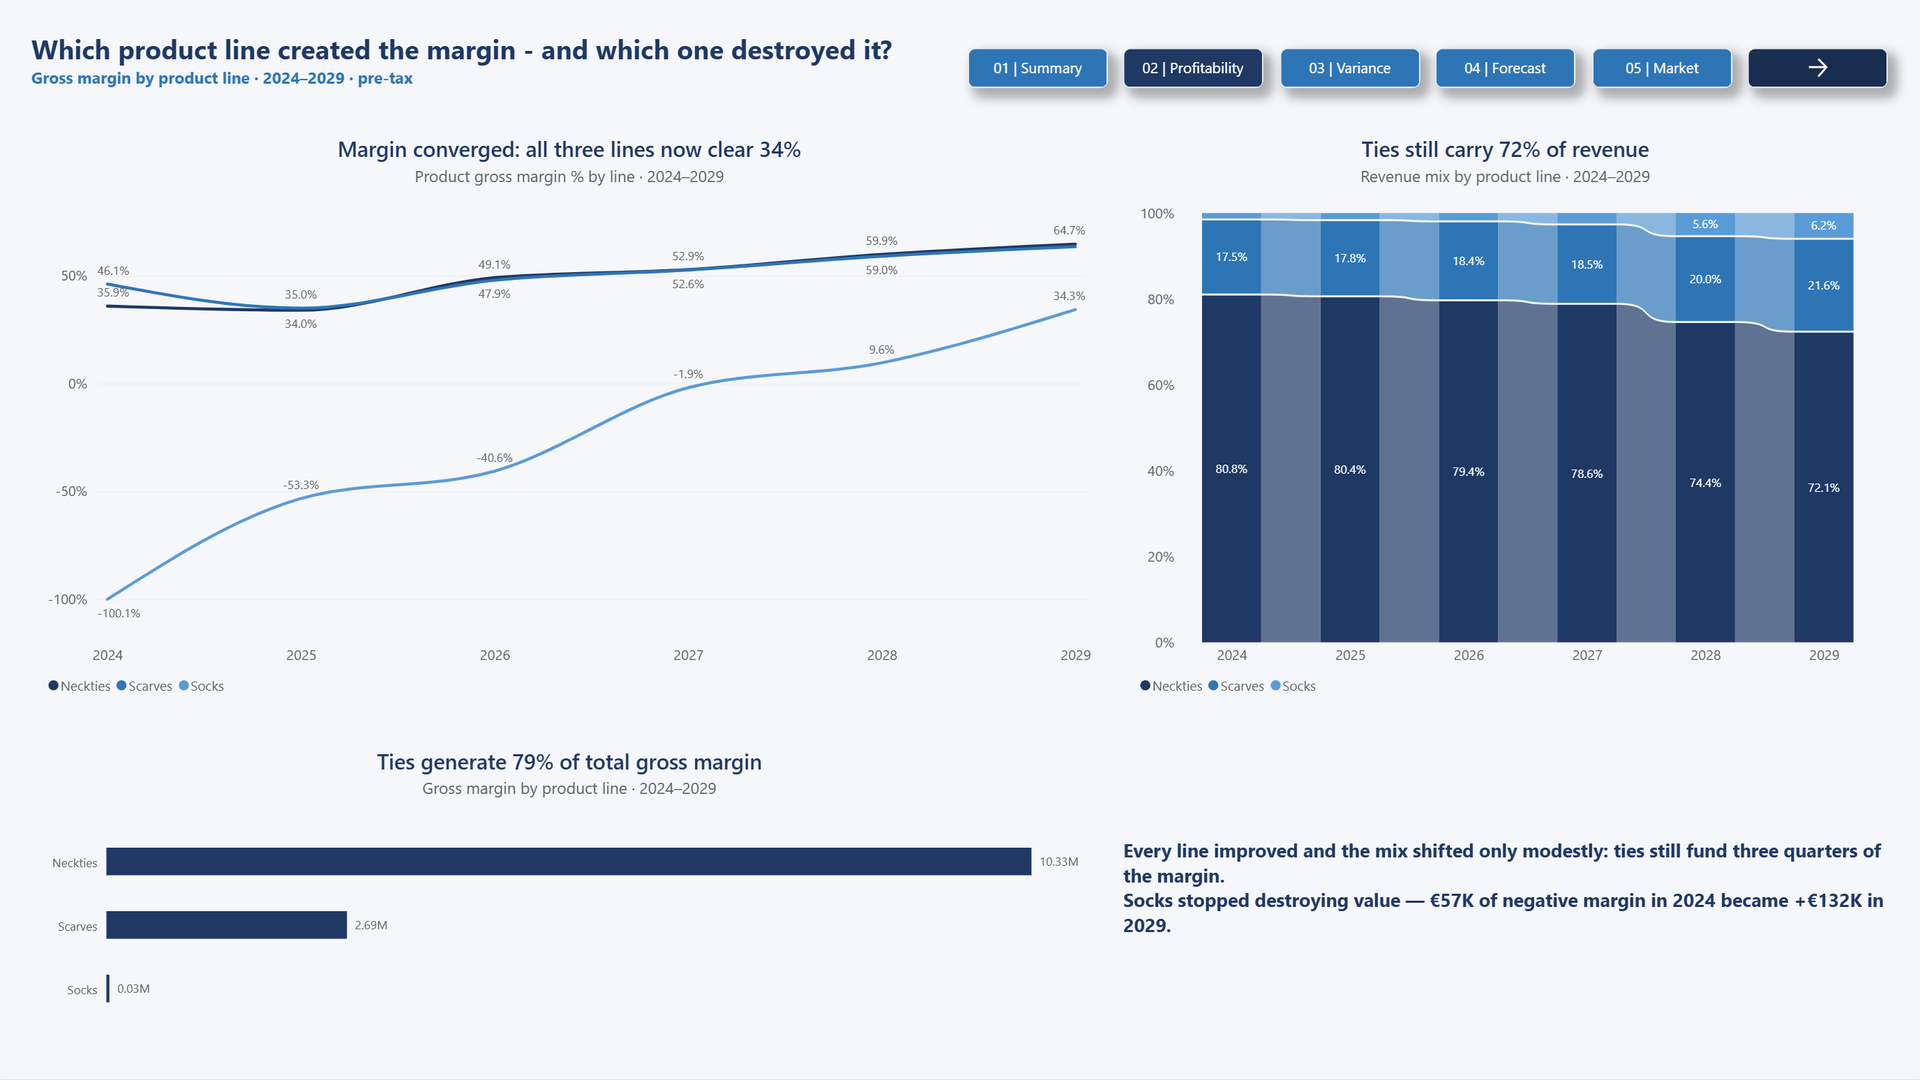 Which product line created the margin - and which one destroyed it?
Gross margin by product line · 2024–2029 · pre-tax
01 | Summary
02 | Profitability
03 | Variance
04 | Forecast
05 | Market
Margin converged: all three lines now clear 34%
Product gross margin % by line · 2024–2029
50%
0%
-50%
-100%
46.1%
35.9%
35.0%
34.0%
49.1%
47.9%
52.9%
52.6%
59.9%
59.0%
64.7%
34.3%
9.6%
-1.9%
-40.6%
-53.3%
-100.1%
2024
2025
2026
2027
2028
2029
Neckties
Scarves
Socks
Ties still carry 72% of revenue
Revenue mix by product line · 2024–2029
100%
80%
60%
40%
20%
0%
17.5%
17.8%
18.4%
18.5%
5.6%
20.0%
6.2%
21.6%
80.8%
80.4%
79.4%
78.6%
74.4%
72.1%
2024
2025
2026
2027
2028
2029
Neckties
Scarves
Socks
Ties generate 79% of total gross margin
Gross margin by product line · 2024–2029
Neckties
10.33M
Scarves
2.69M
Socks
0.03M
Every line improved and the mix shifted only modestly: ties still fund three quarters of
the margin.
Socks stopped destroying value — €57K of negative margin in 2024 became +€132K in
2029.